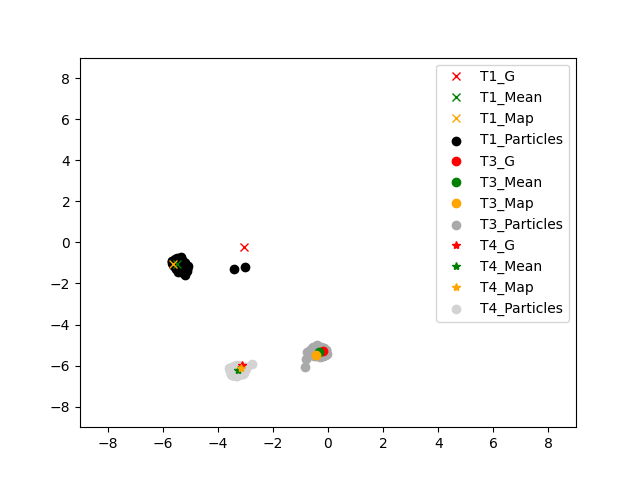 8
6
4
2
0
−2
−4
−6
−8
−8 −6 −4 −2 0 2 4 6 8
T1_G
T1_Mean
T1_Map
T1_Particles
T3_G
T3_Mean
T3_Map
T3_Particles
T4_G
T4_Mean
T4_Map
T4_Particles